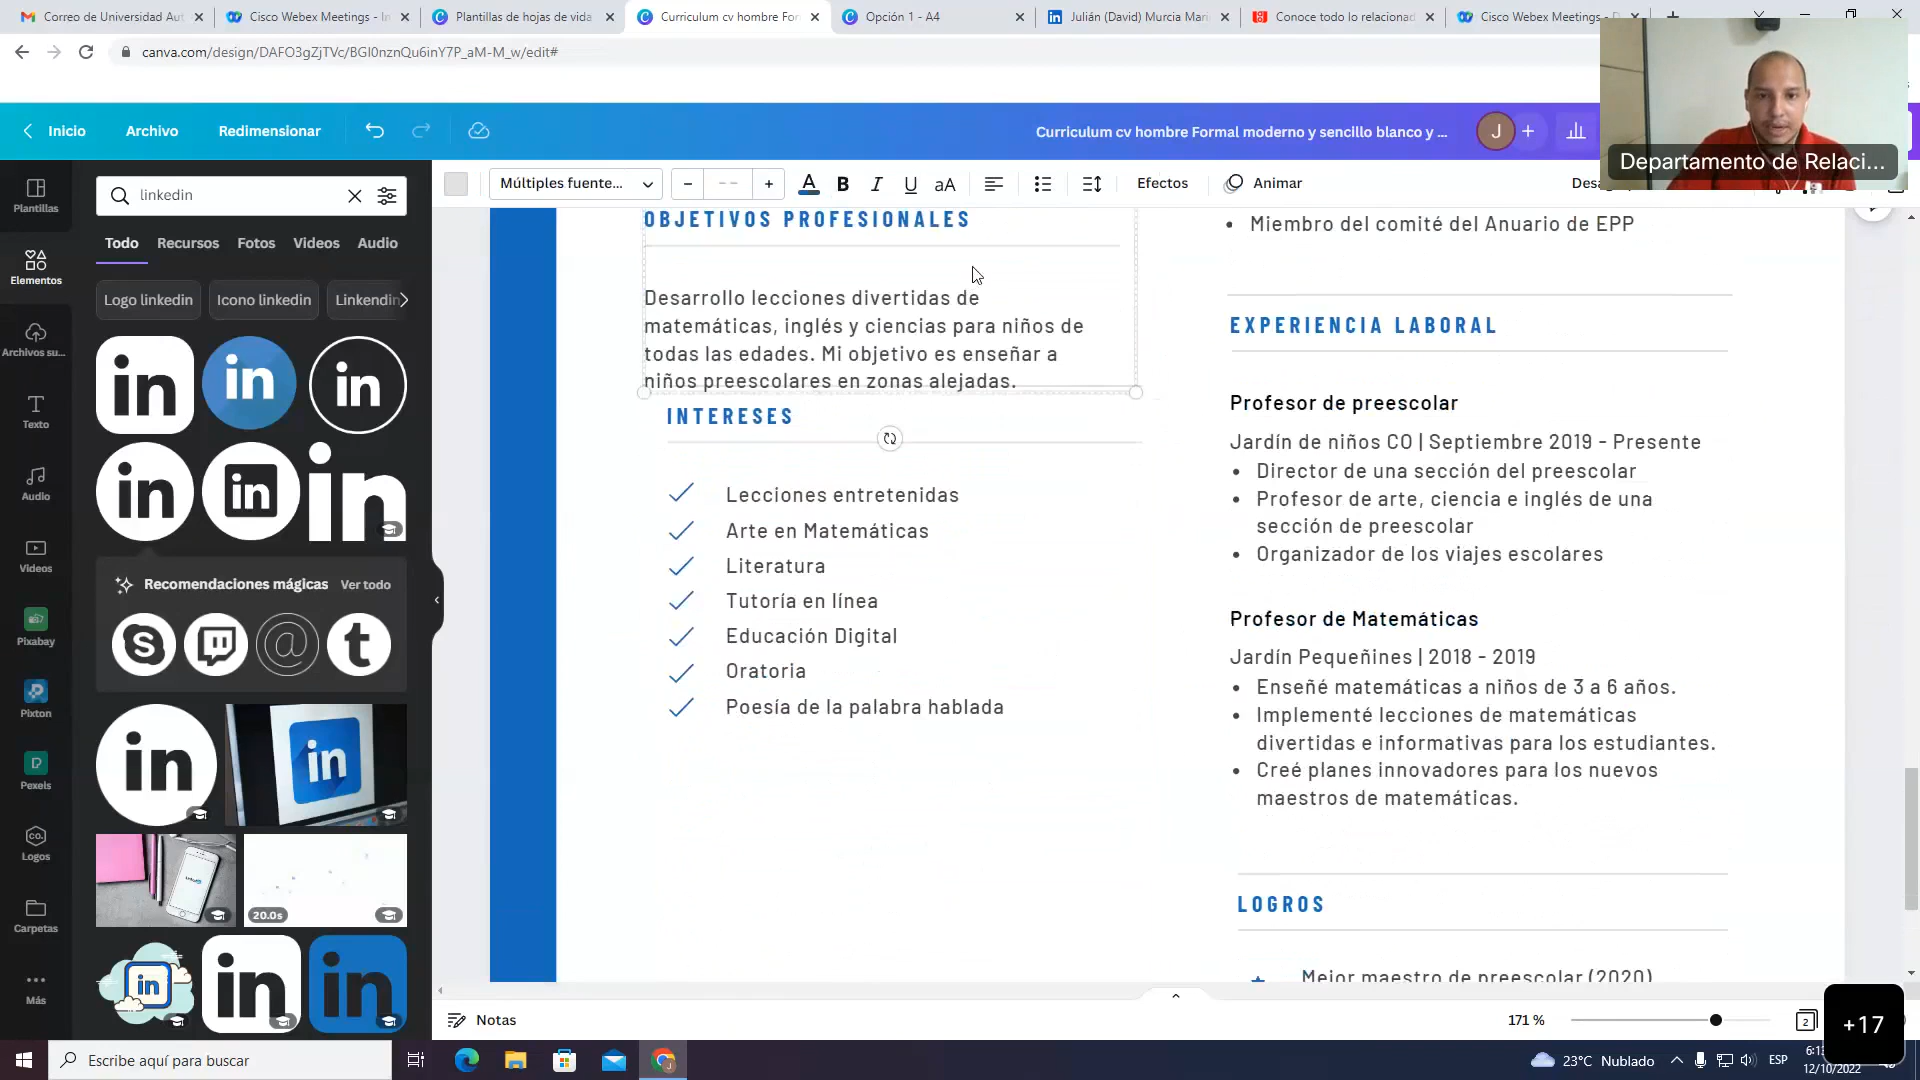 Correo de Universidad Aut
Cisco Webex Meetings - In
Plantillas de hojas de vida
Curriculum cv hombre For
Opción 1 - A4
Julián (David) Murcia Mar
Conoce todo lo relacionad
Cisco Webex Meetings - D
canva.com/design/DAFO3gZjTVc/BGI0nznQu6inY7P_aM-M_w/edit#
Inicio
Archivo
Redimensionar
Curriculum cv hombre Formal moderno y sencillo blanco y ...
J
Departamento de Relaci...
Plantillas
Elementos
Archivos su...
Texto
Audio
Videos
Pixabay
Pixton
Pexels
Logos
Carpetas
Más
linkedin
Todo
Recursos
Fotos
Videos
Audio
Logo linkedin
Icono linkedin
Linkendin
Recomendaciones mágicas
Ver todo
20.0s
Múltiples fuente...
Efectos
Animar
OBJETIVOS PROFESIONALES
Desarrollo lecciones divertidas de
matemáticas, inglés y ciencias para niños de
todas las edades. Mi objetivo es enseñar a
niños preescolares en zonas alejadas.
INTERESES
Lecciones entretenidas
Arte en Matemáticas
Literatura
Tutoría en línea
Educación Digital
Oratoria
Poesía de la palabra hablada
Miembro del comité del Anuario de EPP
EXPERIENCIA LABORAL
Profesor de preescolar
Jardín de niños CO | Septiembre 2019 - Presente
Director de una sección del preescolar
Profesor de arte, ciencia e inglés de una
sección de preescolar
Organizador de los viajes escolares
Profesor de Matemáticas
Jardín Pequeñines | 2018 - 2019
Enseñé matemáticas a niños de 3 a 6 años.
Implementé lecciones de matemáticas
divertidas e informativas para los estudiantes.
Creé planes innovadores para los nuevos
maestros de matemáticas.
LOGROS
Mejor maestro de preescolar (2020)
Notas
171 %
2
+17
Escribe aquí para buscar
23°C Nublado
ESP
12/10/2022